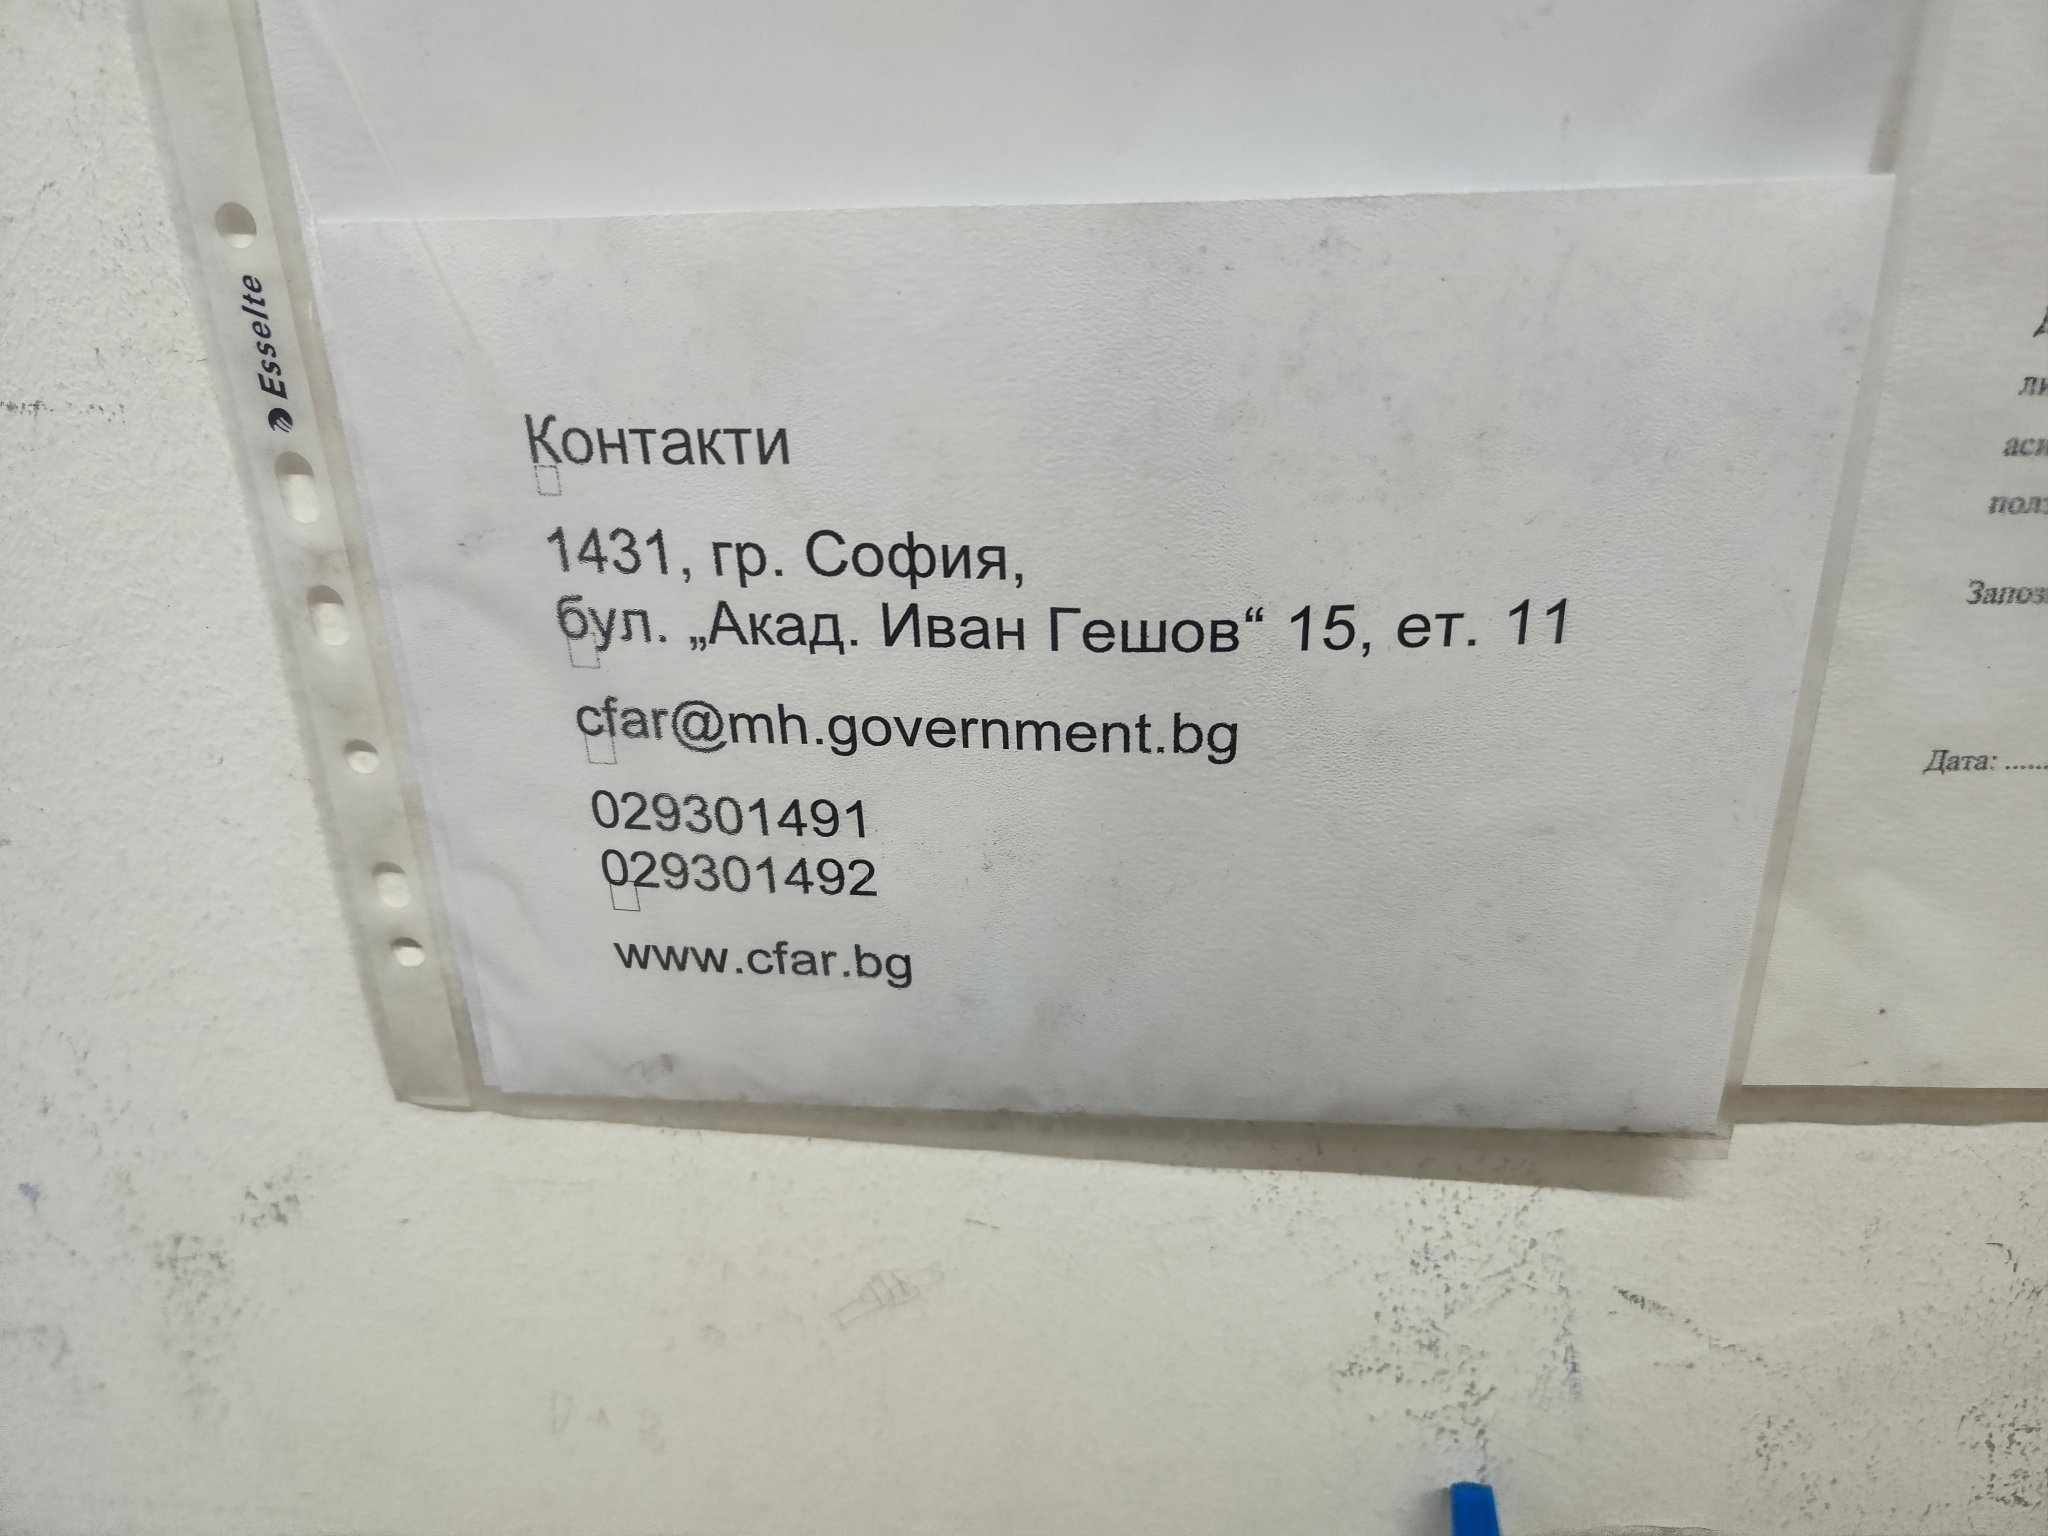 Esselte
Контакти
1431, гр. София,
бул. „Акад. Иван Гешов“ 15, ет. 11
cfar@mh.government.bg
029301491
029301492
www.cfar.bg
Дата: ......